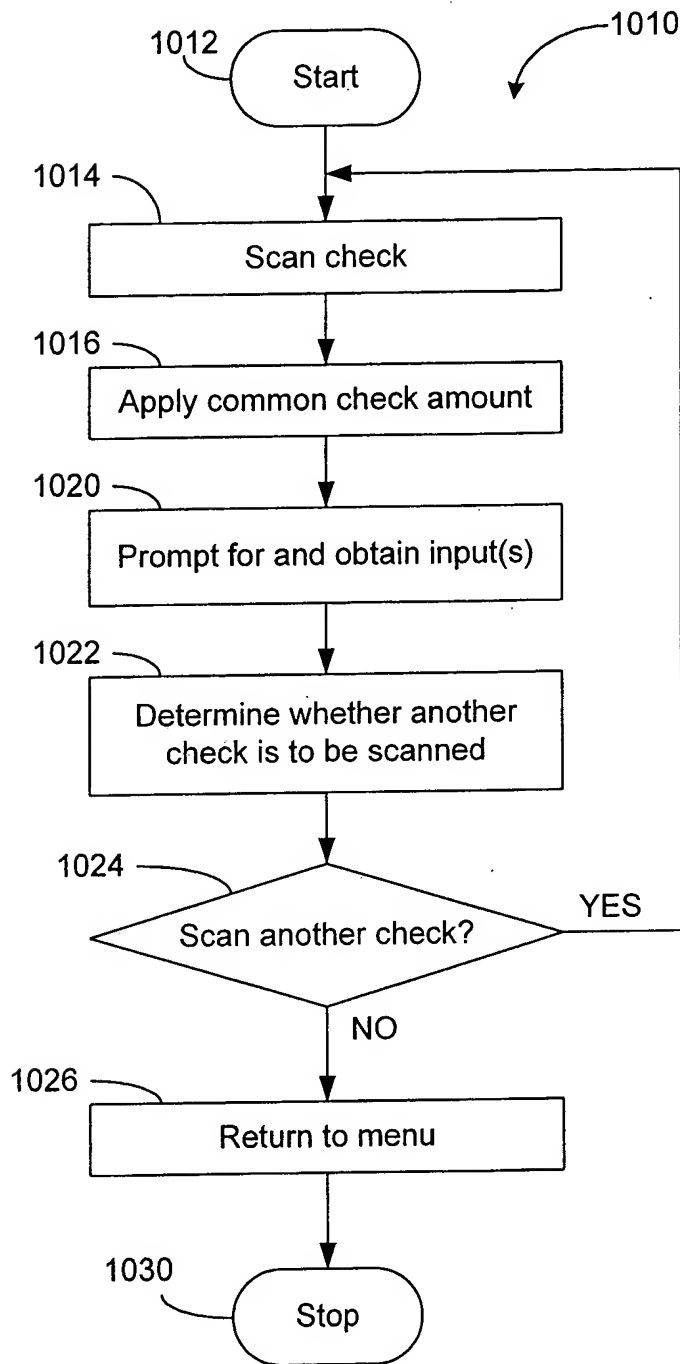 1010
1012
Start
1014
Scan check
1016
Apply common check amount
1020
Prompt for and obtain input(s)
1022
Determine whether another
check is to be scanned
1024
Scan another check?
YES
NO
1026
Return to menu
1030
Stop